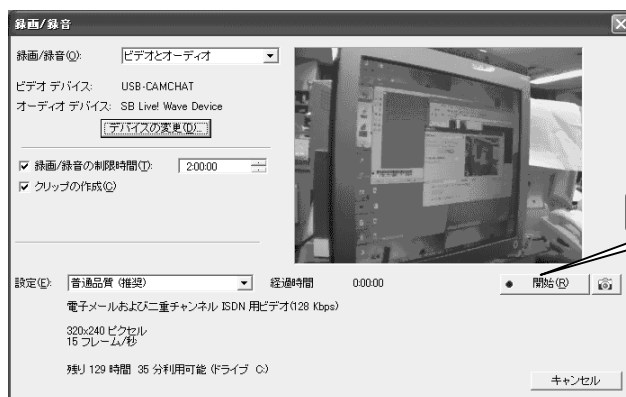 録画/録音
録画/録音(O): ビデオとオーディオ
ビデオ デバイス: USB-CAMCHAT
オーディオ デバイス: SB Live! Wave Device
デバイスの変更(D)...
録画/録音の制限時間(T): 2:00:00
クリップの作成(C)
設定(E): 普通品質 (推奨) 経過時間 0:00:00 開始(R)
電子メールおよび二重チャンネル ISDN 用ビデオ(128 Kbps)
320x240 ピクセル
15 フレーム/秒
残り 129 時間 35 分利用可能 (ドライブ C:)
キャンセル